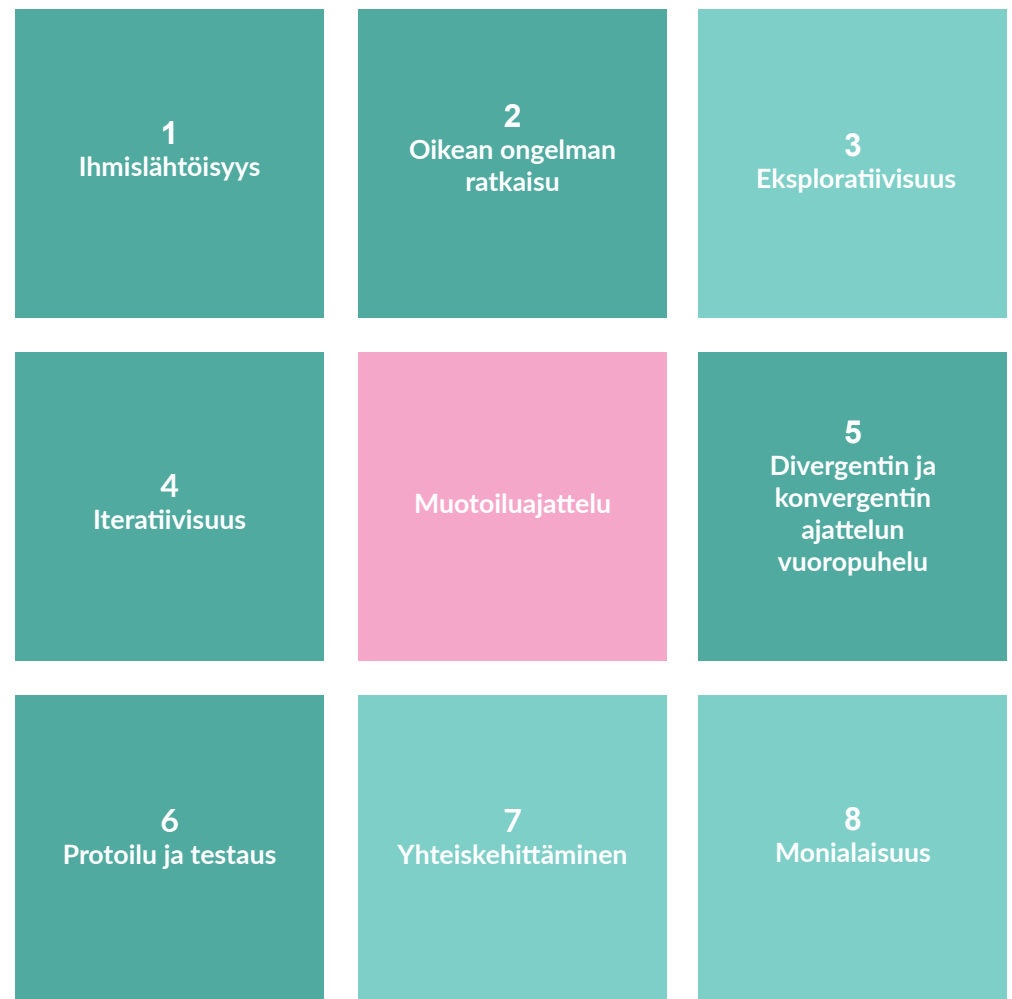 1
Ihmislähtöisyys
2
Oikean ongelman
ratkaisu
3
Eksploratiivisuus
4
Iteratiivisuus
Muotoiluajattelu
5
Divergentin ja
konvergentin
ajattelun
vuoropuhelu
6
Protoilu ja testaus
7
Yhteiskehittäminen
8
Monialaisuus